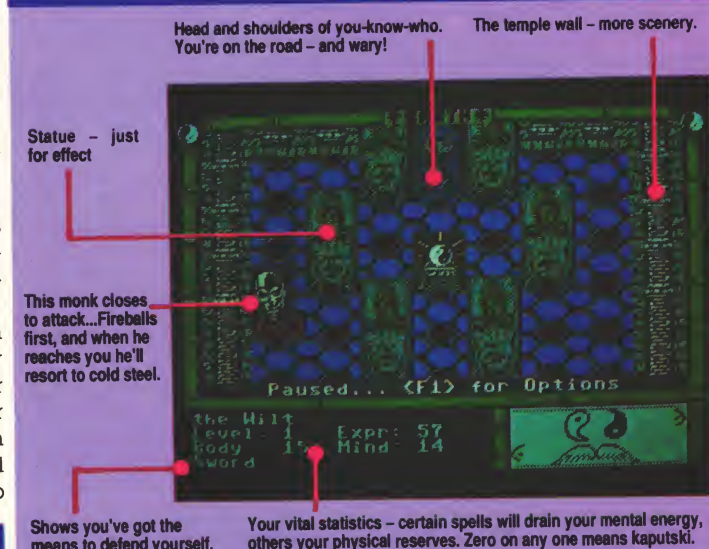 Head and shoulders of you-know-who.
You're on the road – and wary!
The temple wall – more scenery.
Statue – just
for effect
This monk closes
to attack...Fireballs
first, and when he
reaches you he'll
resort to cold steel.
Paused... <F1> for Options
the Wilt
Level: 1 Expr: 57
Body 15 Mind: 14
Sword
Shows you've got the
means to defend yourself.
Your vital statistics – certain spells will drain your mental energy,
others your physical reserves. Zero on any one means kaputski.